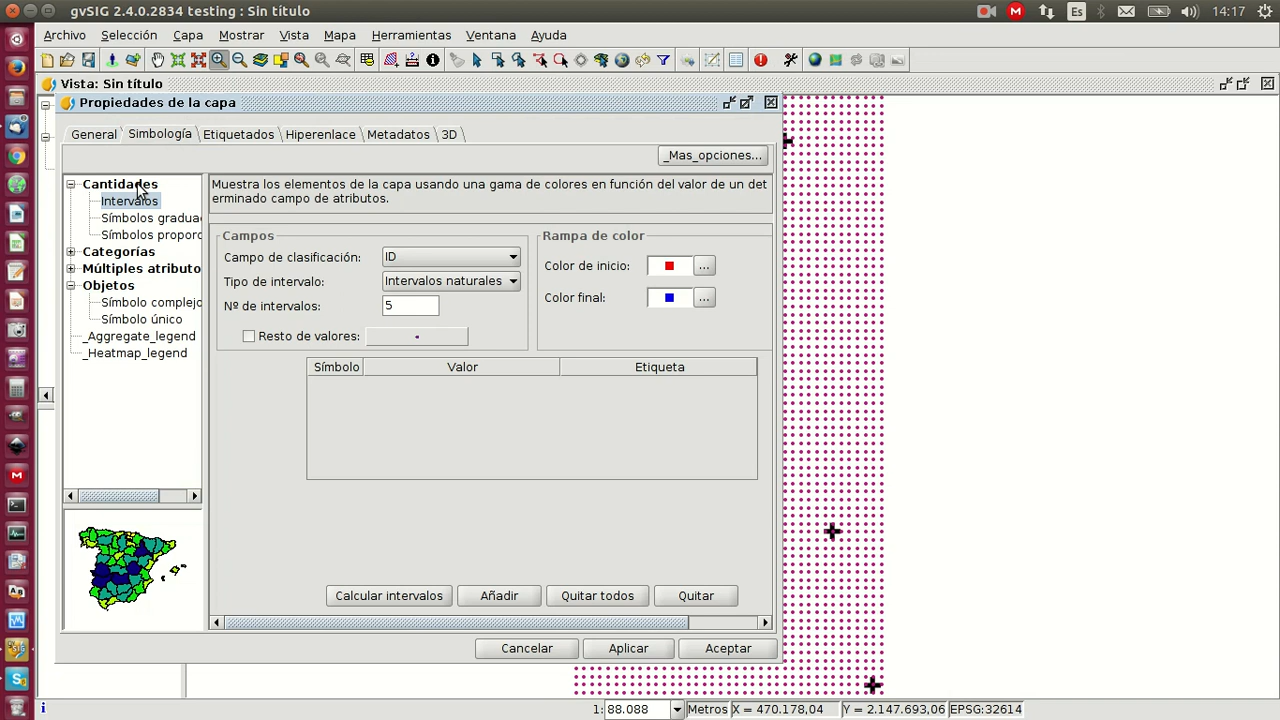 gvSIG 2.4.0.2834 testing : Sin título
Es
14:17
Archivo Selección Capa Mostrar Vista Mapa Herramientas Ventana Ayuda
Vista: Sin título
Propiedades de la capa
General Simbología Etiquetados Hiperenlace Metadatos 3D
_Mas_opciones...
Cantidades
Intervalos
Símbolos gradua
Símbolos proporc
Categorías
Múltiples atributo
Objetos
Símbolo complejo
Símbolo único
_Aggregate_legend
_Heatmap_legend
Muestra los elementos de la capa usando una gama de colores en función del valor de un det
erminado campo de atributos.
Campos
Campo de clasificación: ID
Tipo de intervalo: Intervalos naturales
Nº de intervalos: 5
Resto de valores:
Rampa de color
Color de inicio: ...
Color final: ...
Símbolo Valor Etiqueta
Calcular intervalos Añadir Quitar todos Quitar
Cancelar Aplicar Aceptar
1: 88.088 Metros X = 470.178,04 Y = 2.147.693,06 EPSG:32614